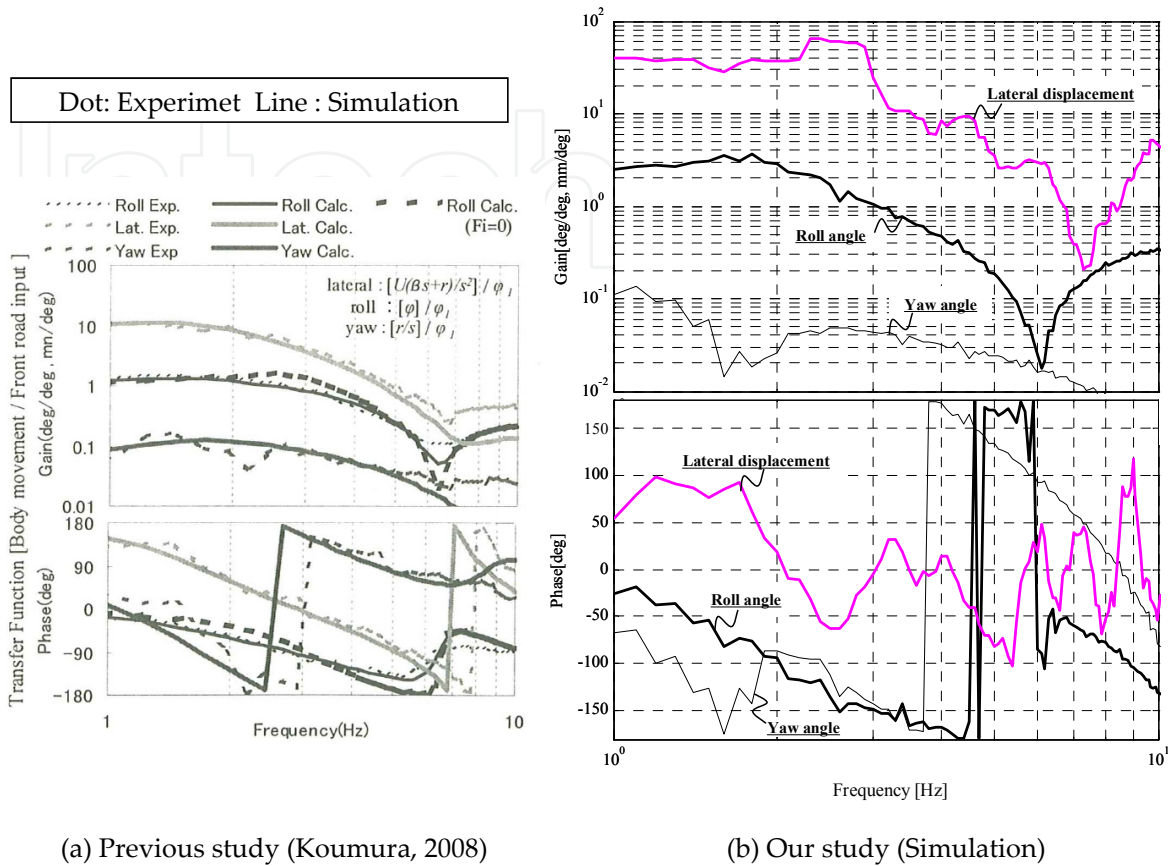 Dot: Experimet Line : Simulation
Roll Exp.
Lat. Exp.
Yaw Exp
Roll Calc.
Lat. Calc.
Yaw Calc.
Roll Calc.
(Fi=0)
lateral : [U(βs+r)/s²] / φ₁
roll : [φ] / φ₁
yaw : [r/s] / φ₁
Transfer Function [Body movement / Front road input ]
Gain(deg/deg, mn/deg)
100
10
1
0.1
0.01
Phase(deg)
180
90
0
-90
-180
1
10
Frequency(Hz)
(a) Previous study (Koumura, 2008)
10²
10¹
10⁰
10⁻¹
10⁻²
Gain[deg/deg, mm/deg]
Lateral displacement
Roll angle
Yaw angle
150
100
50
0
-50
-100
-150
Phase[deg]
Lateral displacement
Roll angle
Yaw angle
10⁰
10¹
Frequency [Hz]
(b) Our study (Simulation)